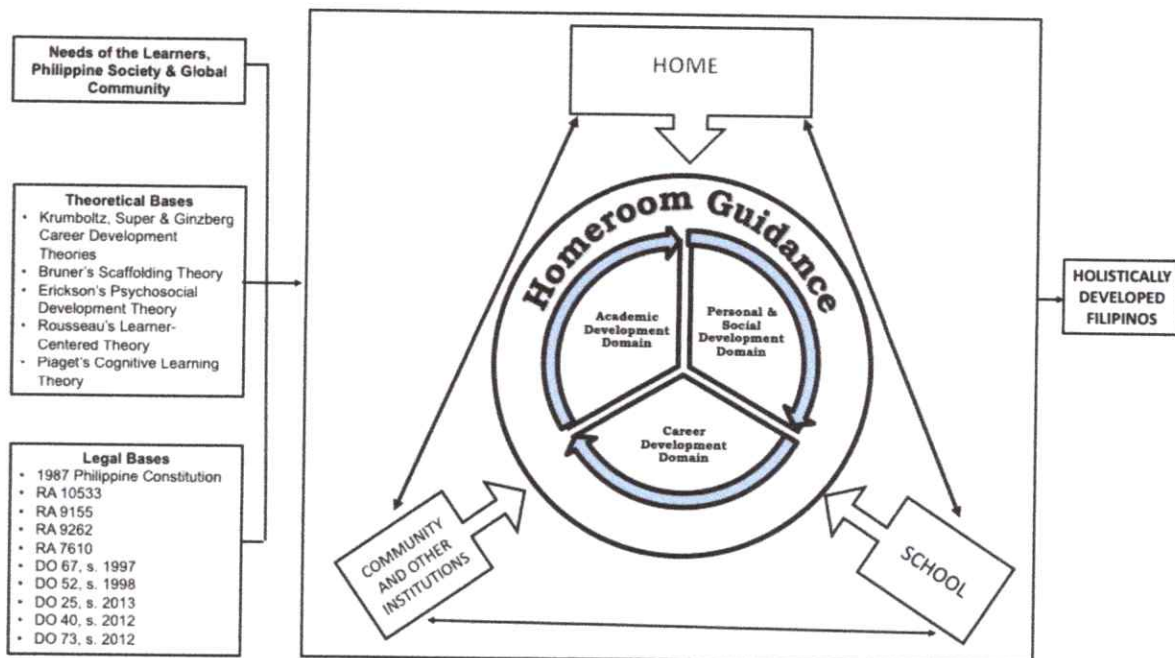 Needs of the Learners,
Philippine Society & Global
Community
Theoretical Bases
• Krumboltz, Super & Ginzberg
Career Development
Theories
• Bruner's Scaffolding Theory
• Erickson's Psychosocial
Development Theory
• Rousseau's Learner-
Centered Theory
• Piaget's Cognitive Learning
Theory
Legal Bases
• 1987 Philippine Constitution
• RA 10533
• RA 9155
• RA 9262
• RA 7610
• DO 67, s. 1997
• DO 52, s. 1998
• DO 25, s. 2013
• DO 40, s. 2012
• DO 73, s. 2012
HOME
Homeroom Guidance
Academic
Development
Domain
Personal &
Social
Development
Domain
Career
Development
Domain
COMMUNITY
AND OTHER
INSTITUTIONS
SCHOOL
HOLISTICALLY
DEVELOPED
FILIPINOS